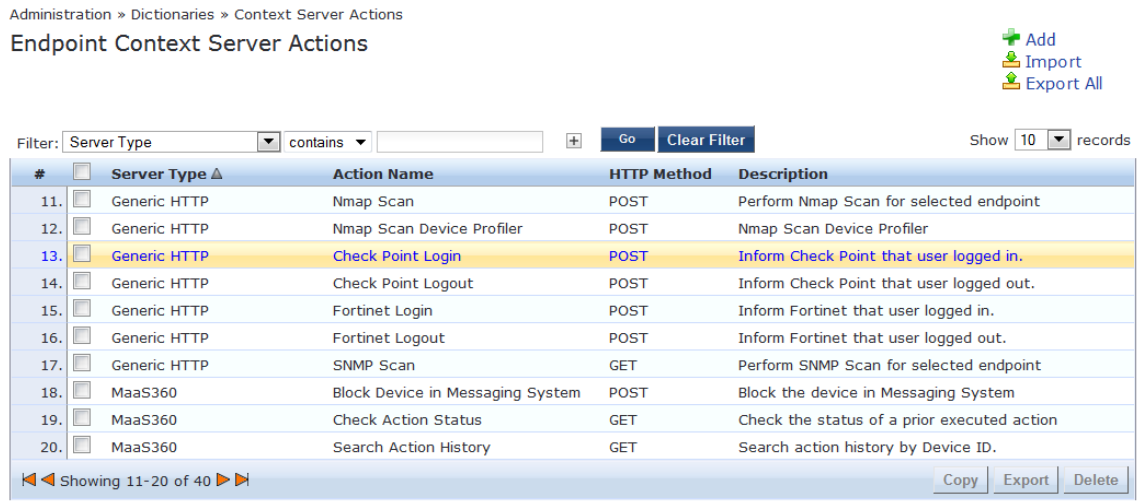 Administration » Dictionaries » Context Server Actions
Endpoint Context Server Actions
Add
Import
Export All
Filter: Server Type contains + Go Clear Filter Show 10 records
# Server Type Action Name HTTP Method Description
11. Generic HTTP Nmap Scan POST Perform Nmap Scan for selected endpoint
12. Generic HTTP Nmap Scan Device Profiler POST Nmap Scan Device Profiler
13. Generic HTTP Check Point Login POST Inform Check Point that user logged in.
14. Generic HTTP Check Point Logout POST Inform Check Point that user logged out.
15. Generic HTTP Fortinet Login POST Inform Fortinet that user logged in.
16. Generic HTTP Fortinet Logout POST Inform Fortinet that user logged out.
17. Generic HTTP SNMP Scan GET Perform SNMP Scan for selected endpoint
18. MaaS360 Block Device in Messaging System POST Block the device in Messaging System
19. MaaS360 Check Action Status GET Check the status of a prior executed action
20. MaaS360 Search Action History GET Search action history by Device ID.
Showing 11-20 of 40 Copy Export Delete